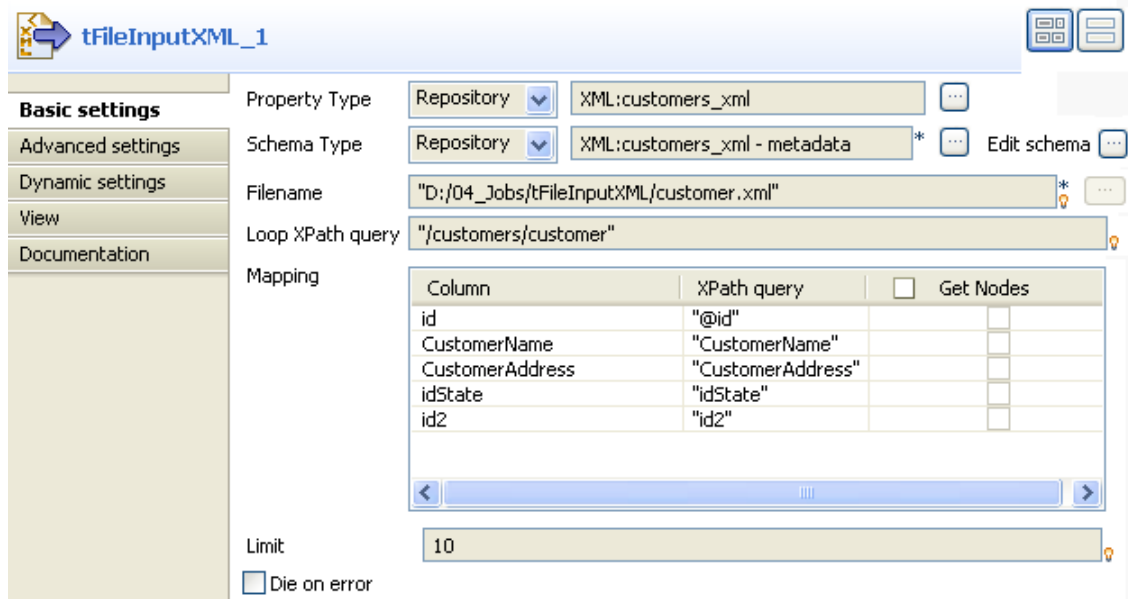 tFileInputXML_1
Basic settings
Advanced settings
Dynamic settings
View
Documentation
Property Type Repository XML:customers_xml ...
Schema Type Repository XML:customers_xml - metadata * ... Edit schema ...
Filename "D:/04_Jobs/tFileInputXML/customer.xml" * ...
Loop XPath query "/customers/customer"
Mapping
Column XPath query Get Nodes
id "@id"
CustomerName "CustomerName"
CustomerAddress "CustomerAddress"
idState "idState"
id2 "id2"
Limit 10
Die on error